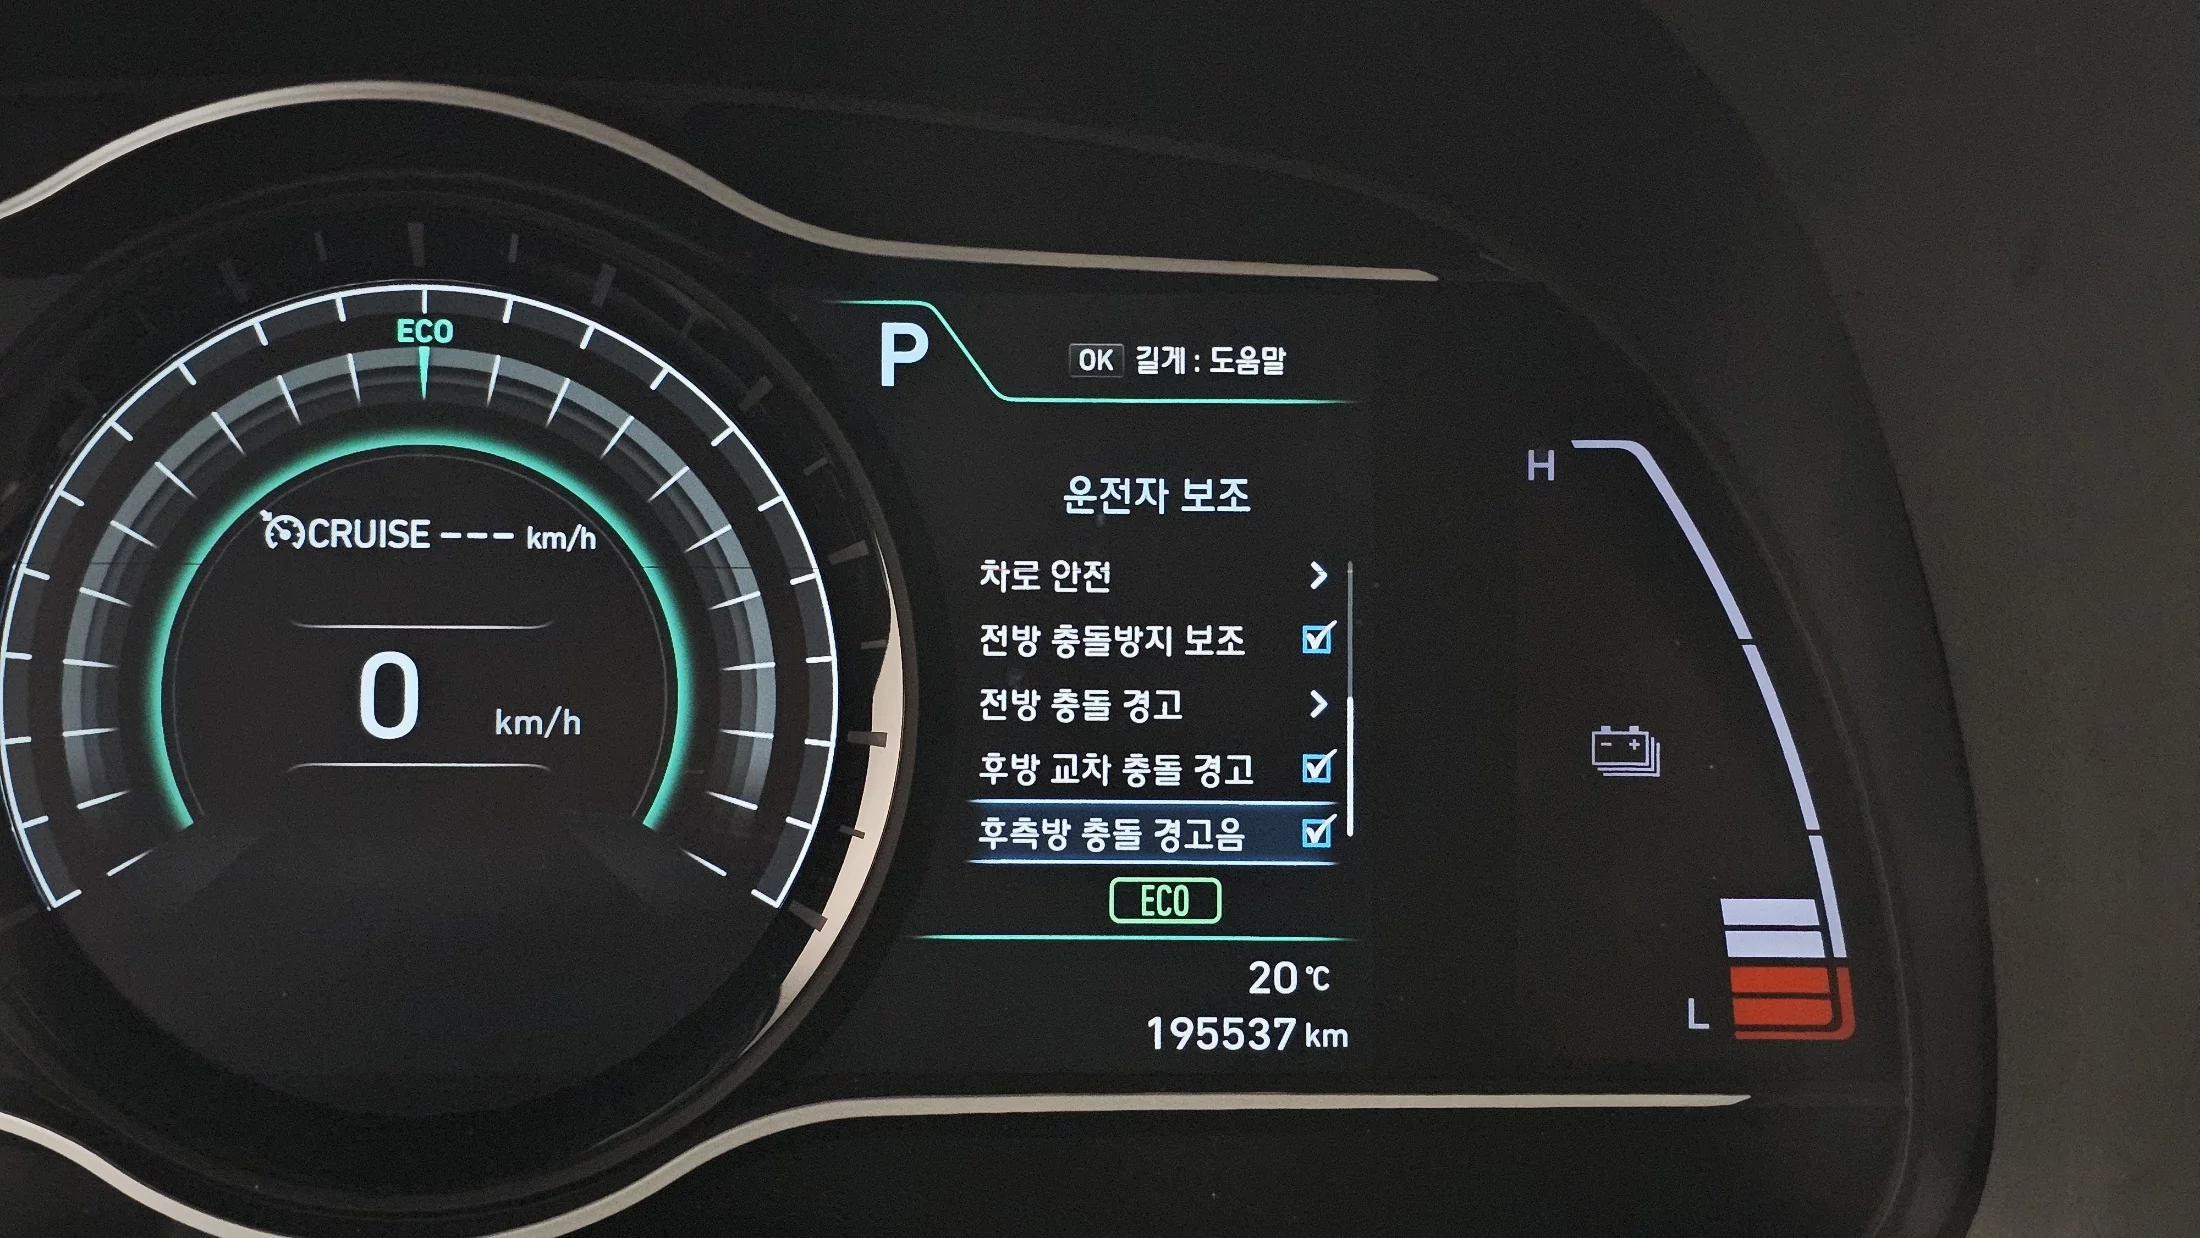 ECO
CRUISE --- km/h
0 km/h
P
OK 길게 : 도움말
운전자 보조
차로 안전
전방 충돌방지 보조
전방 충돌 경고
후방 교차 충돌 경고
후측방 충돌 경고음
ECO
20 ℃
195537 km
H
L